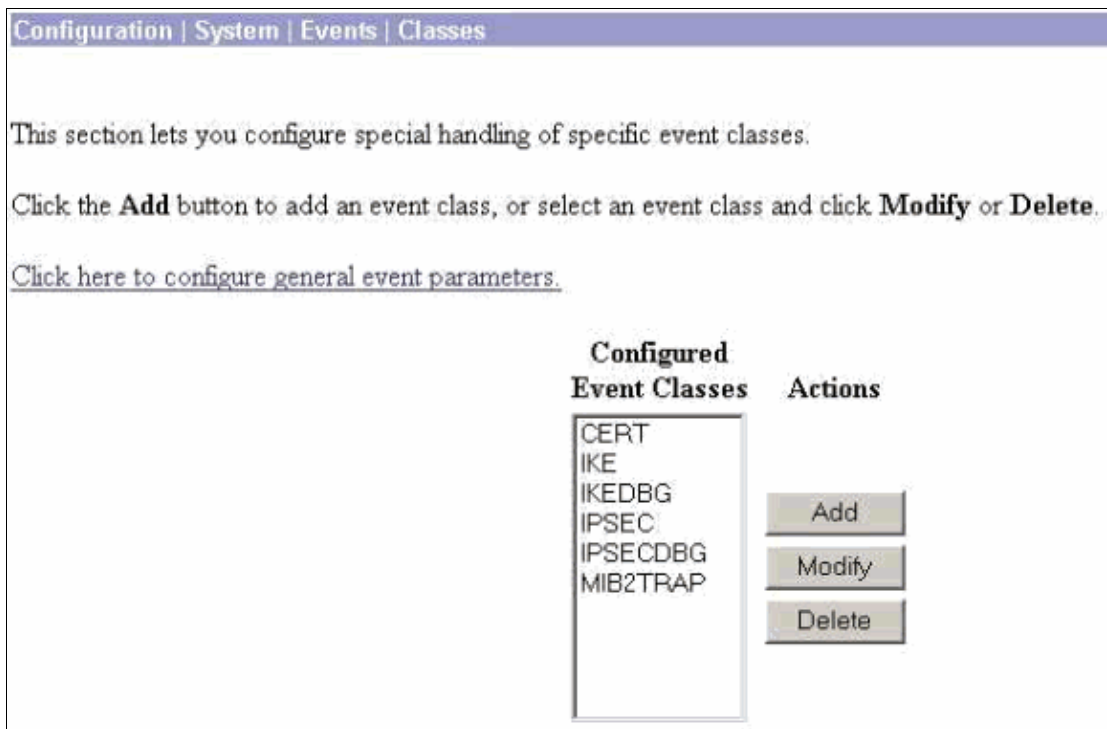 Configuration | System | Events | Classes
This section lets you configure special handling of specific event classes.
Click the Add button to add an event class, or select an event class and click Modify or Delete.
Click here to configure general event parameters.
Configured
Event Classes
Actions
CERT
IKE
IKEDBG
IPSEC
IPSECDBG
MIB2TRAP
Add
Modify
Delete